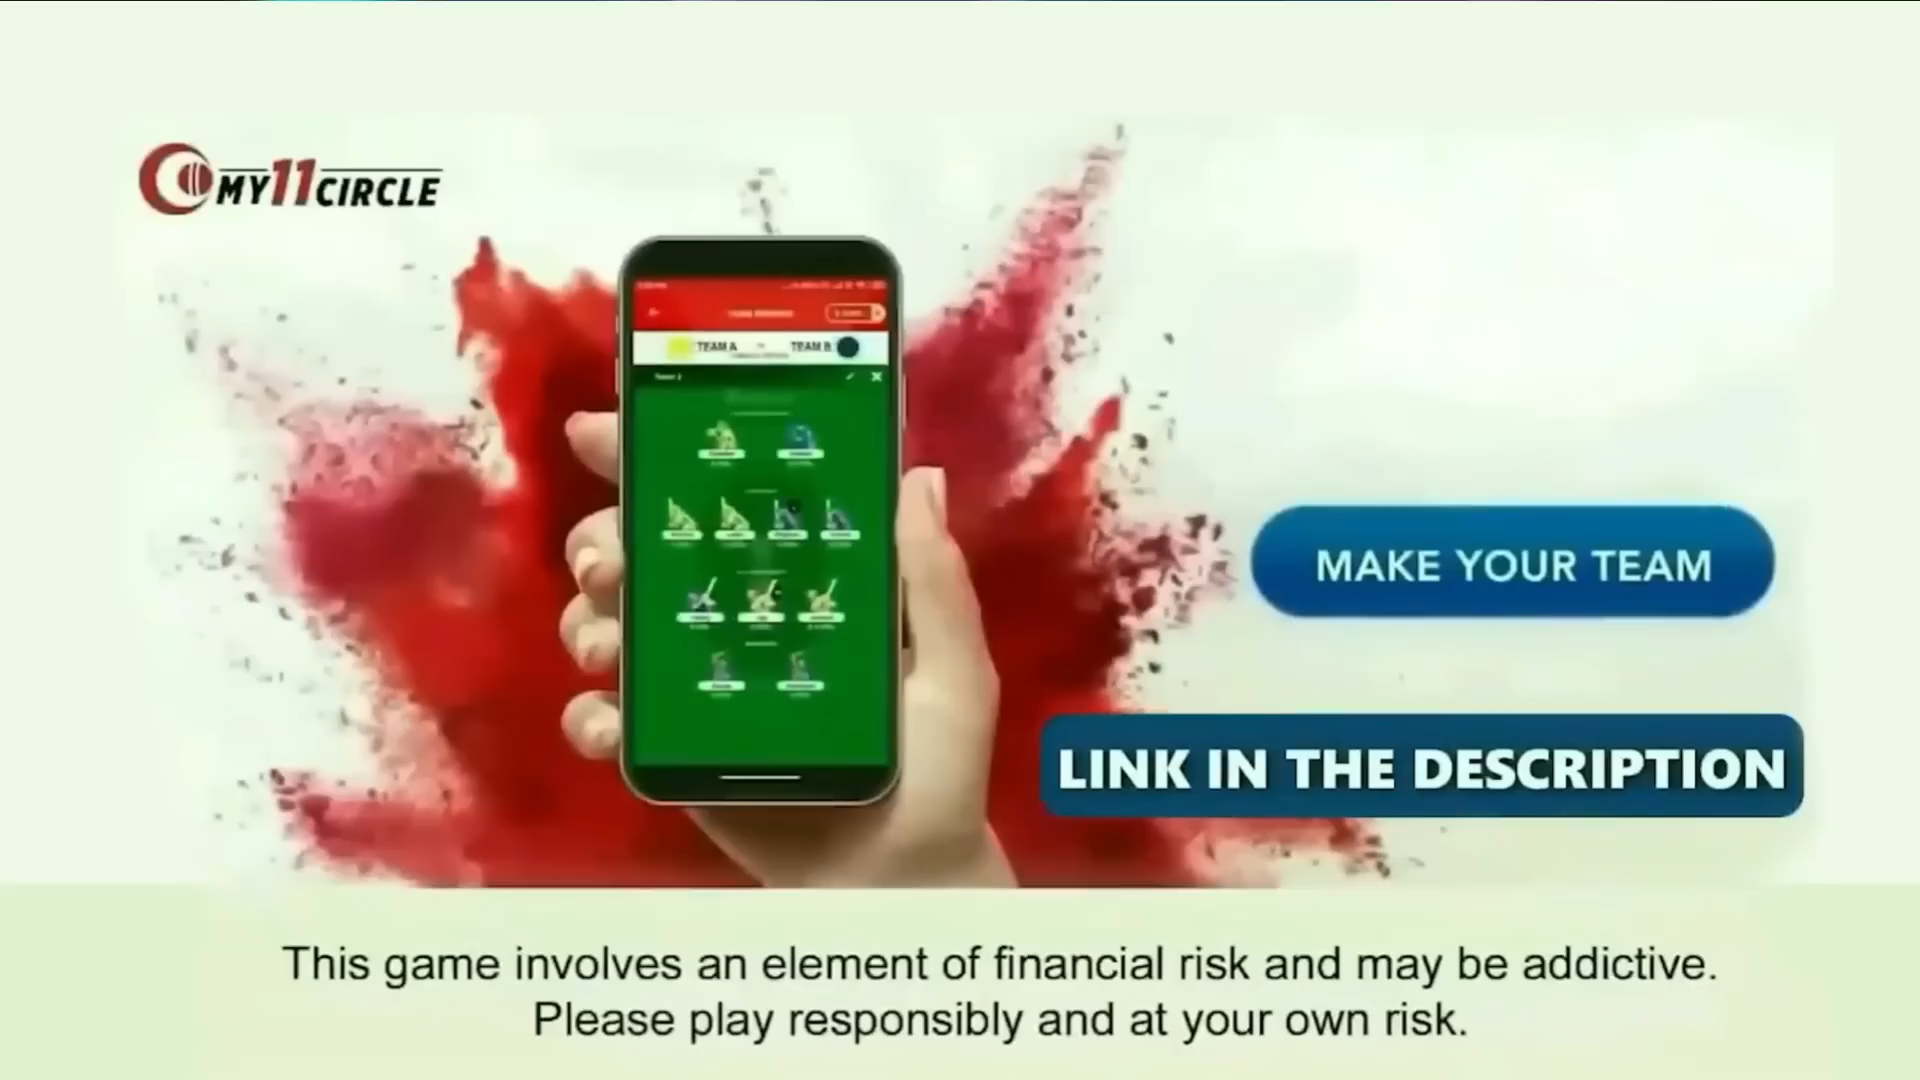 MY11CIRCLE
TEAM A
TEAM B
MAKE YOUR TEAM
LINK IN THE DESCRIPTION
This game involves an element of financial risk and may be addictive.
Please play responsibly and at your own risk.